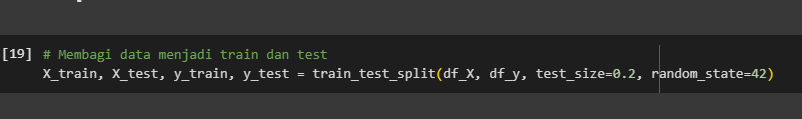 [19] # Membagi data menjadi train dan test
X_train, X_test, y_train, y_test = train_test_split(df_X, df_y, test_size=0.2, random_state=42)